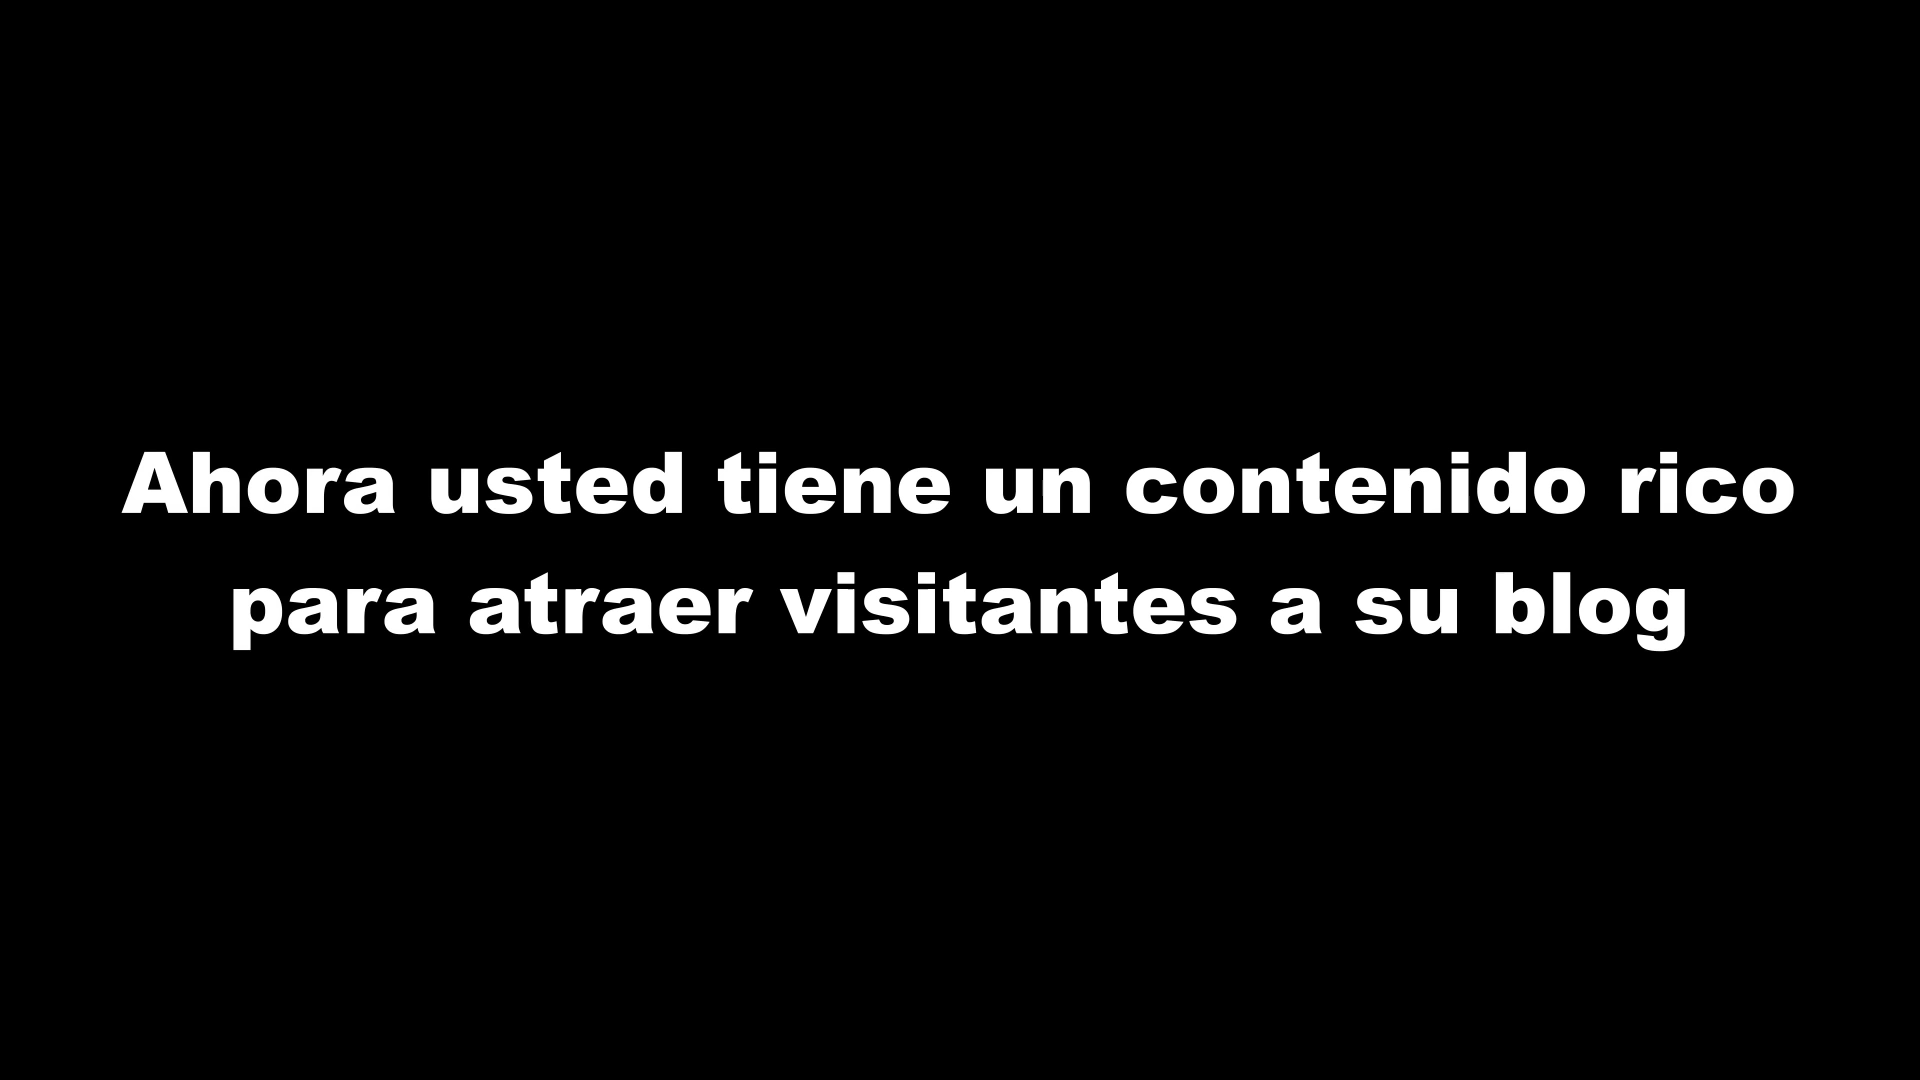 Ahora usted tiene un contenido rico
para atraer visitantes a su blog